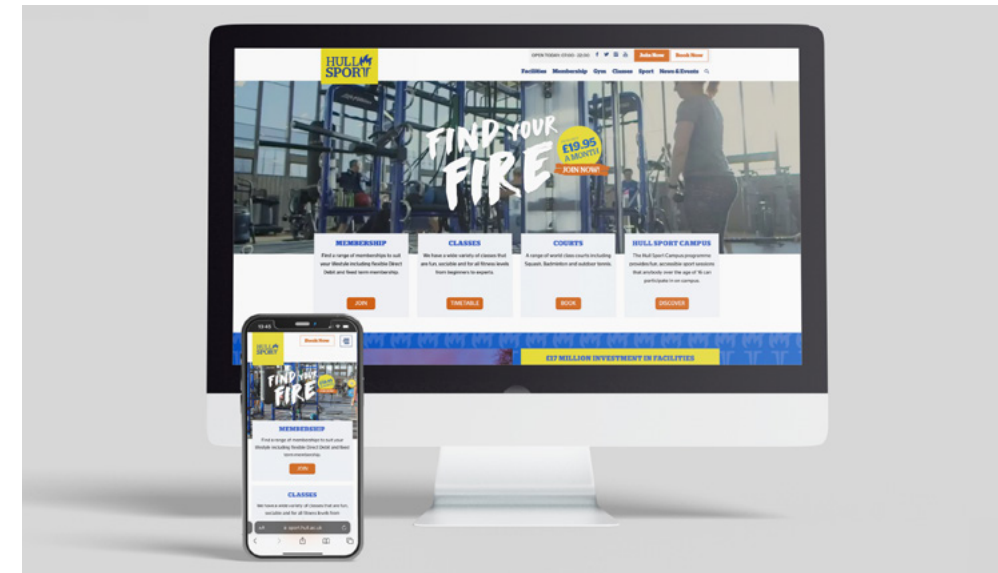 HULL
SPORT
OPEN TODAY: 07:00 - 22:00
Join Now
Book Now
Facilities Membership Gym Classes Sport News & Events
FIND YOUR
FIRE
£19.95
A MONTH
JOIN NOW!
MEMBERSHIP
Find a range of memberships to suit
your lifestyle including flexible Direct
Debit and fixed term membership.
JOIN
CLASSES
We have a wide variety of classes that
are fun, sociable and for all fitness levels
from beginners to experts.
TIMETABLE
COURTS
A range of world class courts including
Squash, Badminton and outdoor tennis.
BOOK
HULL SPORT CAMPUS
The Hull Sport Campus programme
provides fun, accessible sport sessions
that anybody over the age of 16 can
participate in on campus.
DISCOVER
£17 MILLION INVESTMENT IN FACILITIES
13:45
HULL
SPORT
Book Now
FIND YOUR
FIRE
MEMBERSHIP
Find a range of memberships to suit your
lifestyle including flexible Direct Debit and fixed
term membership.
JOIN
CLASSES
We have a wide variety of classes that are fun,
sociable and for all fitness levels from
sport.hull.ac.uk